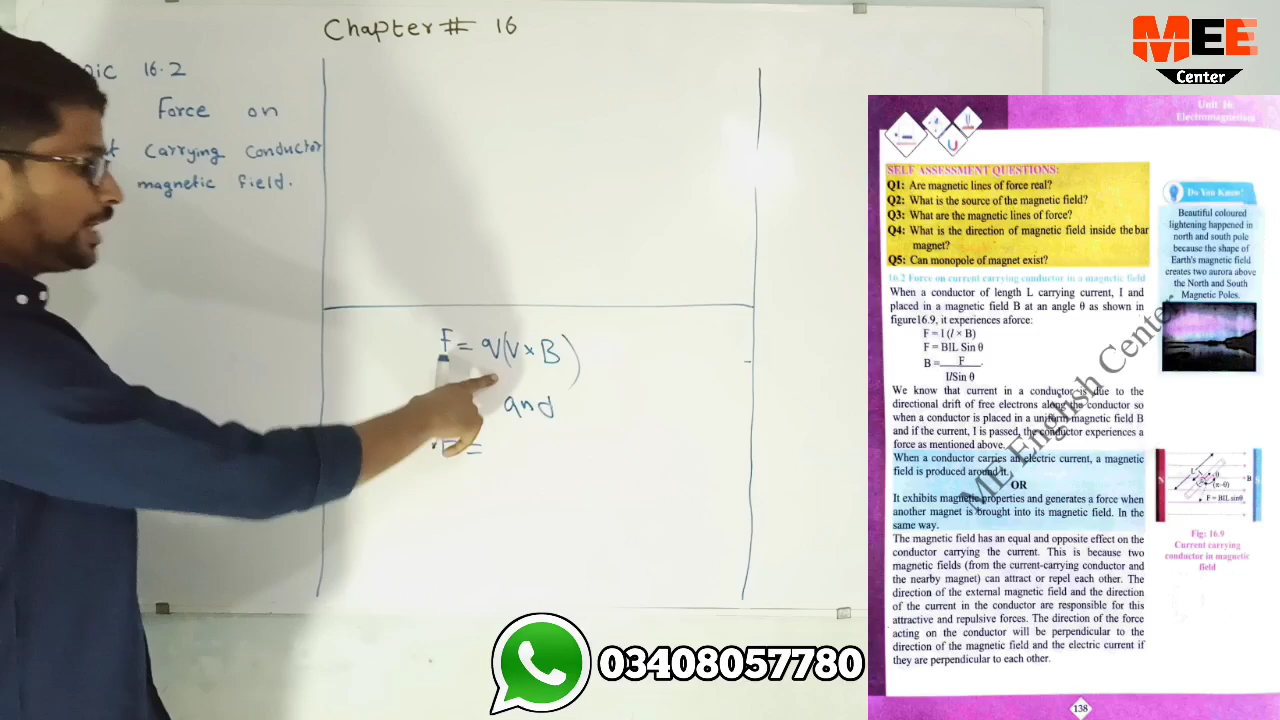 Chapter # 16
16.2
Force on
Carrying Conductor
magnetic field.
F = q(V × B)
and
=
MEE
Center
03408057780
Unit 16
Electromagnetism
SELF ASSESSMENT QUESTIONS:
Q1: Are magnetic lines of force real?
Q2: What is the source of the magnetic field?
Q3: What are the magnetic lines of force?
Q4: What is the direction of magnetic field inside the bar
magnet?
Q5: Can monopole of magnet exist?
Do You Know!
Beautiful coloured
lightening happened in
north and south pole
because the shape of
Earth's magnetic field
creates two aurora above
the North and South
Magnetic Poles.
16.2 Force on current carrying conductor in a magnetic field
When a conductor of length L carrying current, I and
placed in a magnetic field B at an angle θ as shown in
figure16.9, it experiences aforce:
F = I (l × B)
F = BIL Sin θ
B = F
IlSin θ
We know that current in a conductor is due to the
directional drift of free electrons along the conductor so
when a conductor is placed in a uniform magnetic field B
and if the current, I is passed, the conductor experiences a
force as mentioned above.
When a conductor carries an electric current, a magnetic
field is produced around it.
OR
It exhibits magnetic properties and generates a force when
another magnet is brought into its magnetic field. In the
same way.
The magnetic field has an equal and opposite effect on the
conductor carrying the current. This is because two
magnetic fields (from the current-carrying conductor and
the nearby magnet) can attract or repel each other. The
direction of the external magnetic field and the direction
of the current in the conductor are responsible for this
attractive and repulsive forces. The direction of the force
acting on the conductor will be perpendicular to the
direction of the magnetic field and the electric current if
they are perpendicular to each other.
L
θ
(π-θ)
B
F = BIL sinθ
Fig: 16.9
Current carrying
conductor in magnetic
field
ME English Center
138